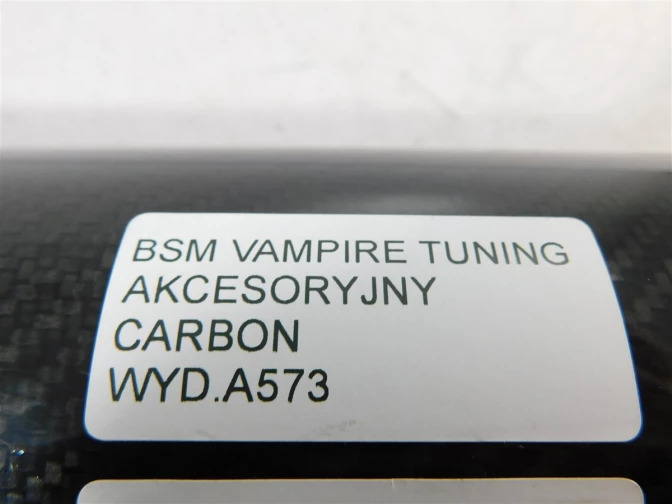 BSM VAMPIRE TUNING
AKCESORYJNY
CARBON
WYD.A573